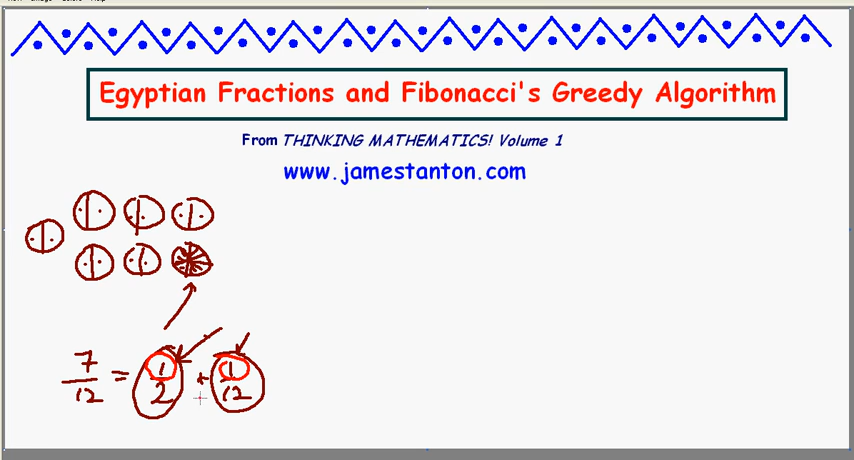 Egyptian Fractions and Fibonacci's Greedy Algorithm
From THINKING MATHEMATICS! Volume 1
www.jamestanton.com
7/12 = 1/2 + 1/12